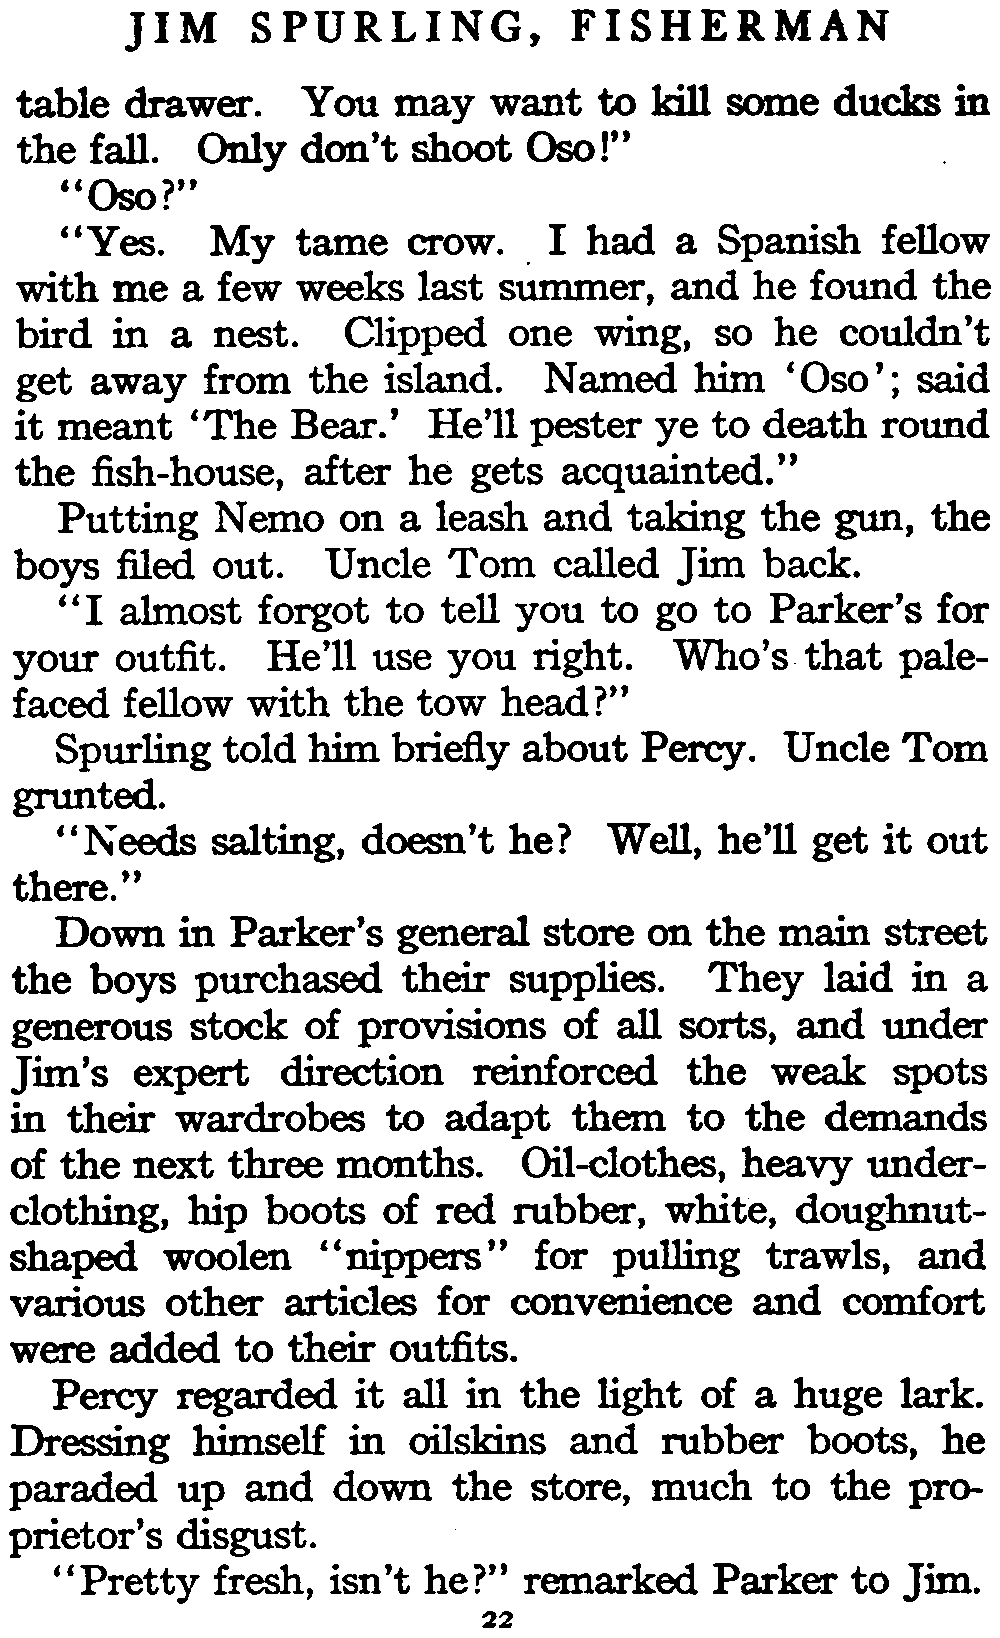 JIM SPURLING, FISHERMAN
table drawer. You may want to kill some ducks in
the fall. Only don't shoot Oso!"
"Oso?"
"Yes. My tame crow. I had a Spanish fellow
with me a few weeks last summer, and he found the
bird in a nest. Clipped one wing, so he couldn't
get away from the island. Named him 'Oso'; said
it meant 'The Bear.' He'll pester ye to death round
the fish-house, after he gets acquainted."
Putting Nemo on a leash and taking the gun, the
boys filed out. Uncle Tom called Jim back.
"I almost forgot to tell you to go to Parker's for
your outfit. He'll use you right. Who's that pale-
faced fellow with the tow head?"
Spurling told him briefly about Percy. Uncle Tom
grunted.
"Needs salting, doesn't he? Well, he'll get it out
there."
Down in Parker's general store on the main street
the boys purchased their supplies. They laid in a
generous stock of provisions of all sorts, and under
Jim's expert direction reinforced the weak spots
in their wardrobes to adapt them to the demands
of the next three months. Oil-clothes, heavy under-
clothing, hip boots of red rubber, white, doughnut-
shaped woolen "nippers" for pulling trawls, and
various other articles for convenience and comfort
were added to their outfits.
Percy regarded it all in the light of a huge lark.
Dressing himself in oilskins and rubber boots, he
paraded up and down the store, much to the pro-
prietor's disgust.
"Pretty fresh, isn't he?" remarked Parker to Jim.
22